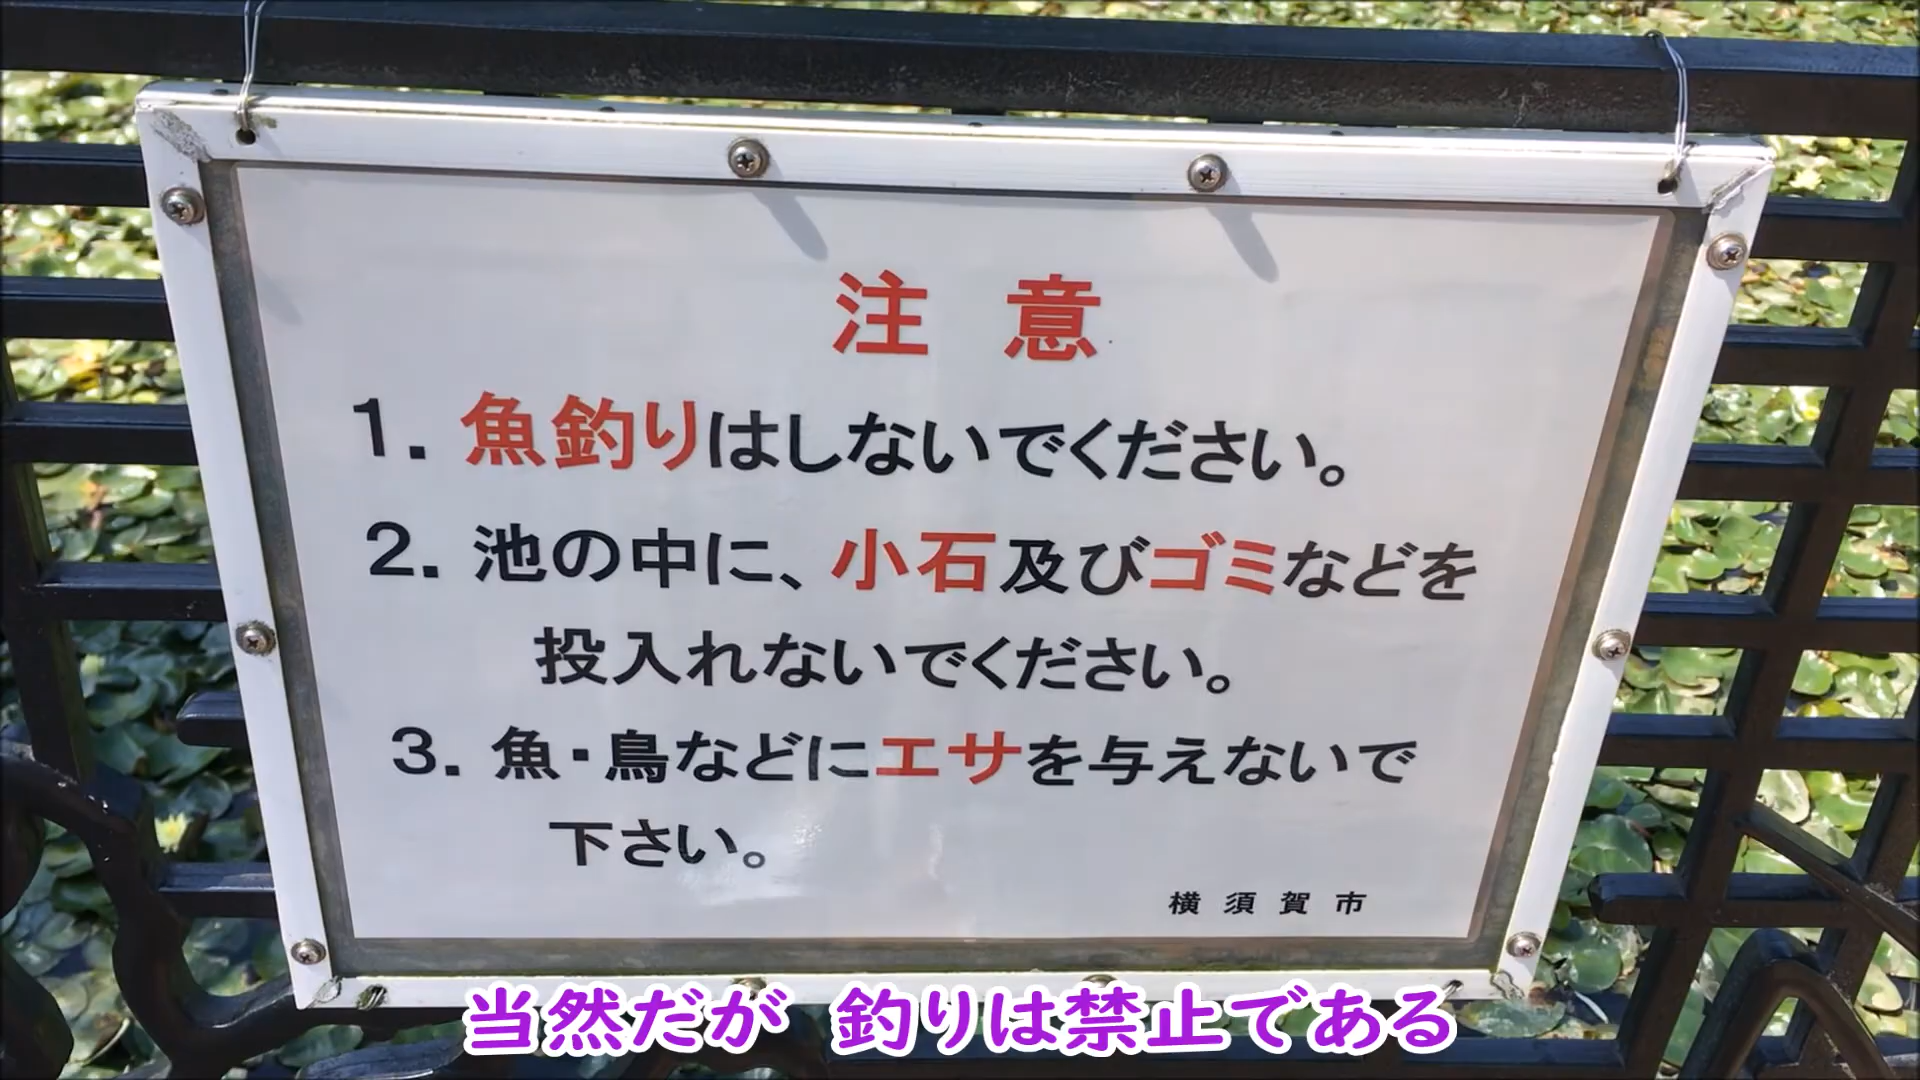 注意
1. 魚釣りはしないでください。
2. 池の中に、小石及びゴミなどを
投入れないでください。
3. 魚・鳥などにエサを与えないで
下さい。
横須賀市
当然だが 釣りは禁止である